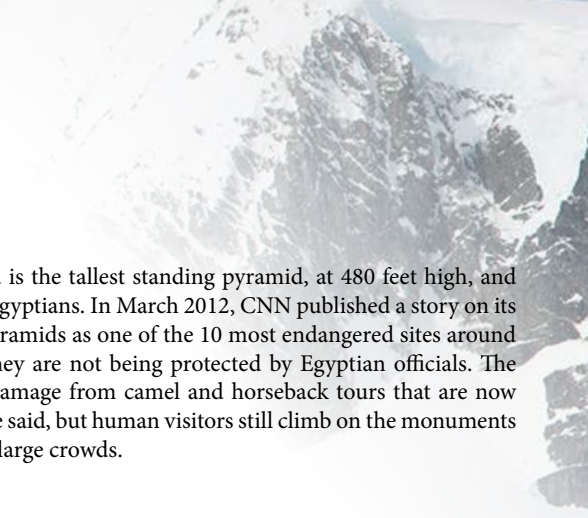 is the tallest standing pyramid, at 480 feet high, and
gyptians. In March 2012, CNN published a story on its
ramids as one of the 10 most endangered sites around
hey are not being protected by Egyptian officials. The
amage from camel and horseback tours that are now
said, but human visitors still climb on the monuments
large crowds.